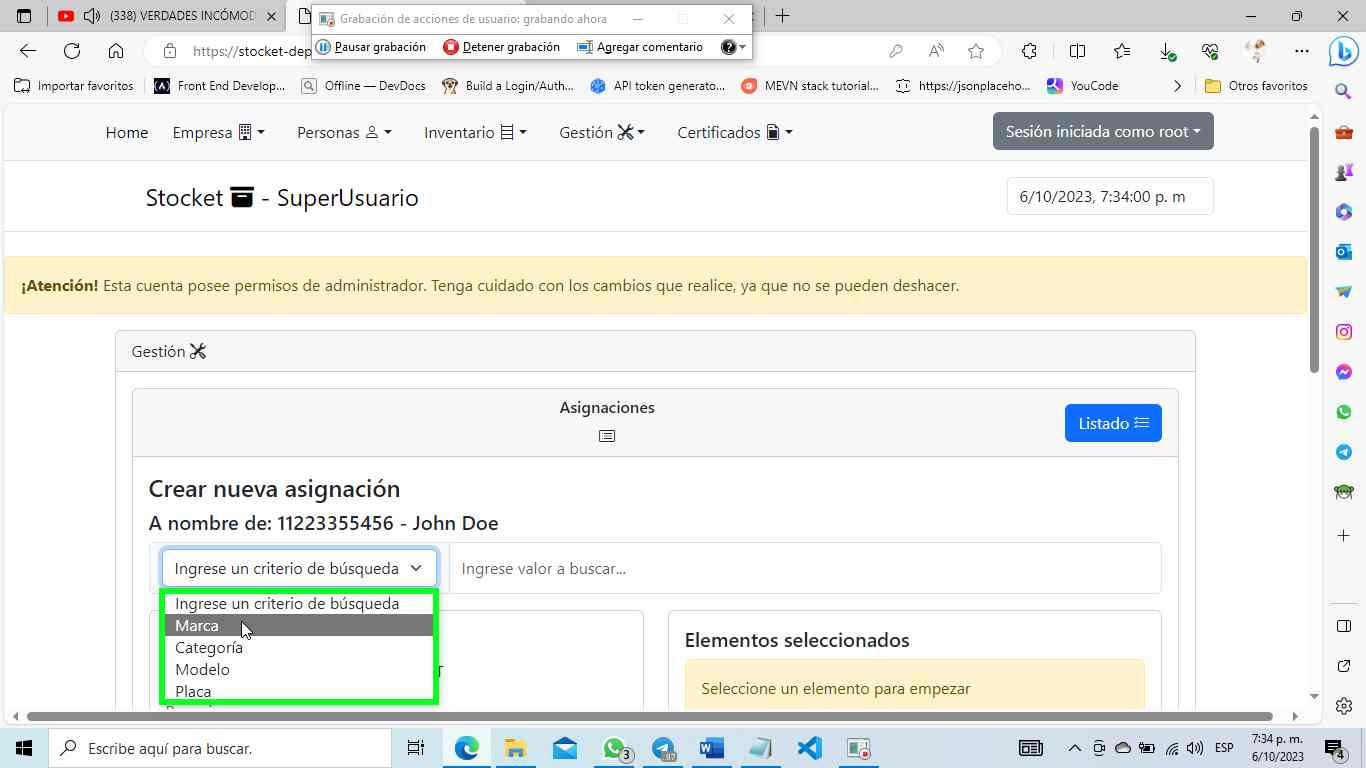 (338) VERDADES INCÓMOD
Grabación de acciones de usuario: grabando ahora
Pausar grabación
Detener grabación
Agregar comentario
https://stocket-dep
Importar favoritos
Front End Develop...
Offline — DevDocs
Build a Login/Auth...
API token generato...
MEVN stack tutorial...
https://jsonplaceho...
YouCode
Otros favoritos
Home
Empresa
Personas
Inventario
Gestión
Certificados
Sesión iniciada como root
Stocket - SuperUsuario
6/10/2023, 7:34:00 p. m
¡Atención! Esta cuenta posee permisos de administrador. Tenga cuidado con los cambios que realice, ya que no se pueden deshacer.
Gestión
Asignaciones
Listado
Crear nueva asignación
A nombre de: 11223355456 - John Doe
Ingrese un criterio de búsqueda
Ingrese valor a buscar...
Ingrese un criterio de búsqueda
Marca
Categoría
Modelo
Placa
Elementos seleccionados
Seleccione un elemento para empezar
Escribe aquí para buscar.
3
ESP
7:34 p. m.
6/10/2023
4